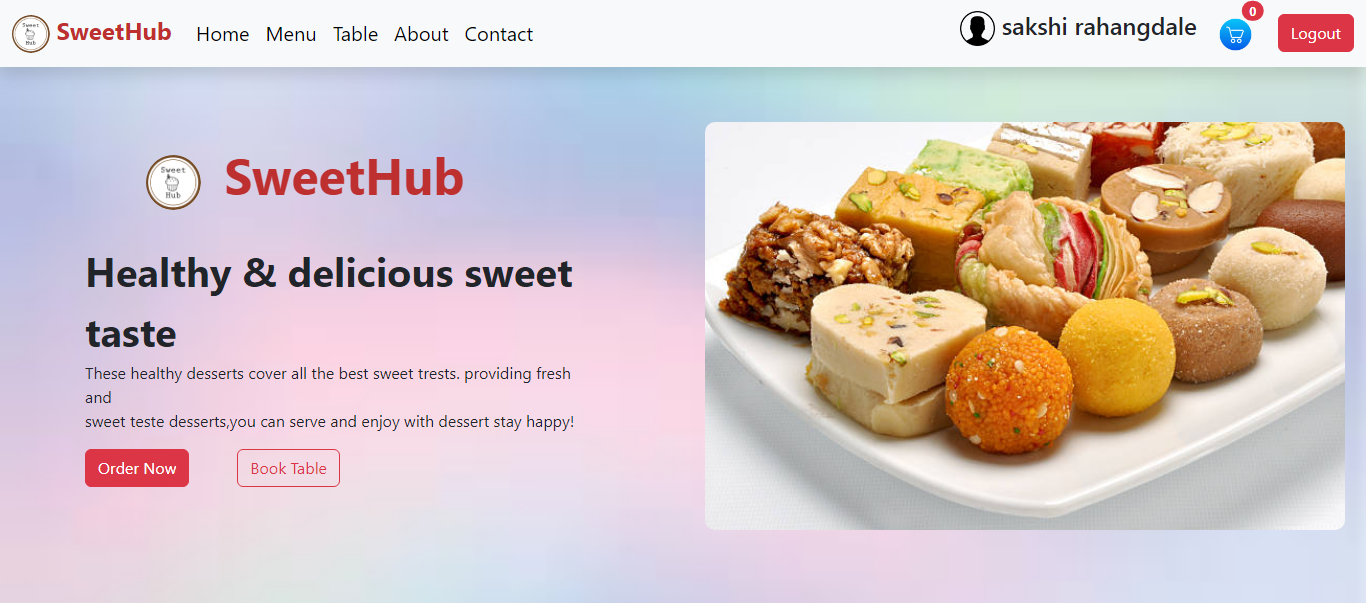 Sweet
Hub
SweetHub
Home Menu Table About Contact
sakshi rahangdale
0
Logout
Sweet
Hub
SweetHub
Healthy & delicious sweet
taste
These healthy desserts cover all the best sweet trests. providing fresh
and
sweet teste desserts,you can serve and enjoy with dessert stay happy!
Order Now Book Table